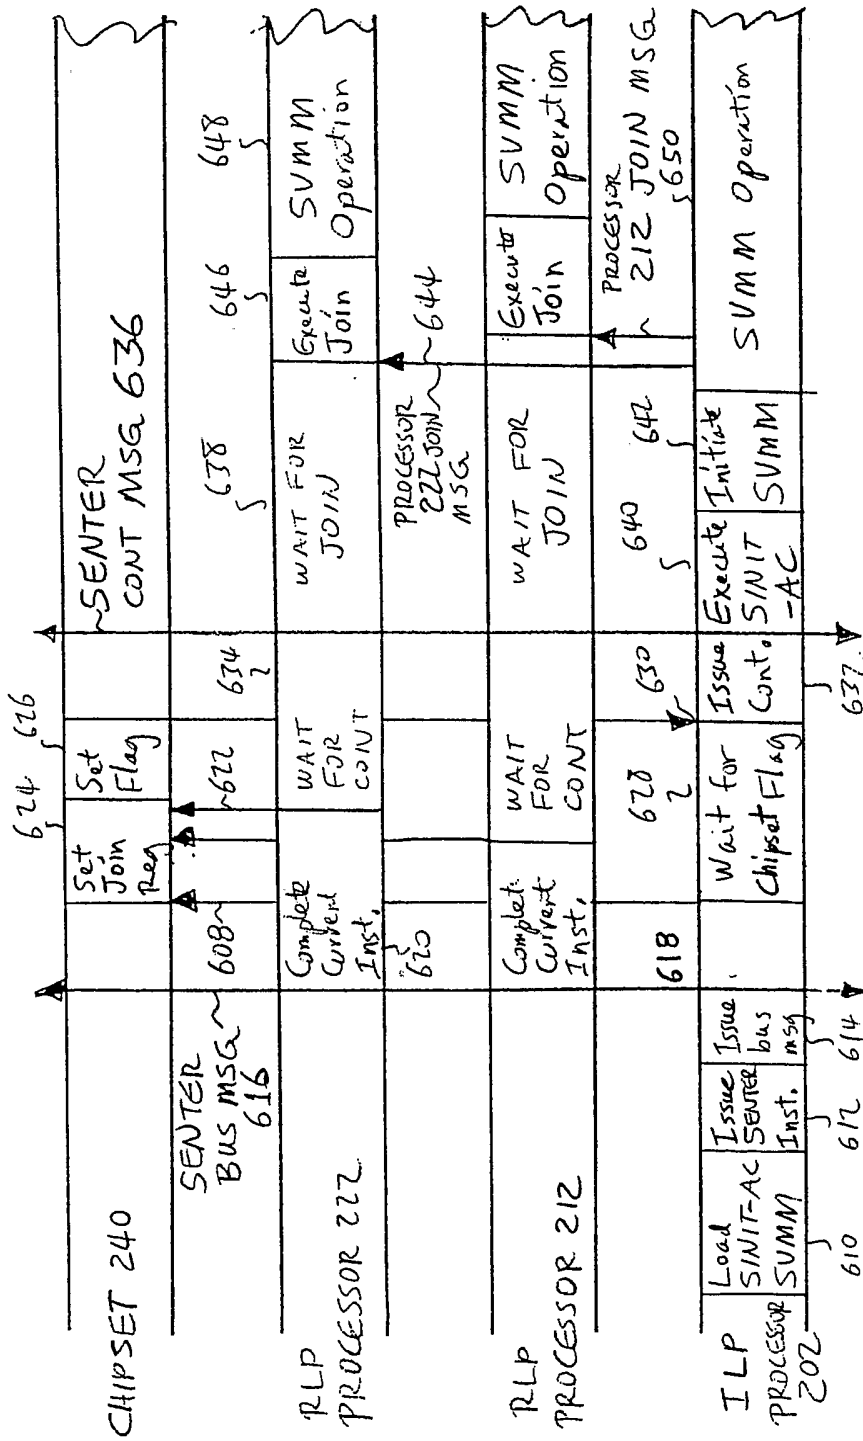 CHIPSET 240
SENTER
BUS MSG
616
608
Set
Join
Reg
624
Set
Flag
626
622
634
SENTER
CONT MSG 636
RLP
PROCESSOR 222
Complete
Current
Inst.
620
WAIT
FOR
CONT
638
WAIT FOR
JOIN
646
Execute
Join
648
SVMM
Operation
PROCESSOR
222 JOIN
MSG
644
RLP
PROCESSOR 212
Complete
Current
Inst.
618
WAIT
FOR
CONT
628
630
WAIT FOR
JOIN
640
642
Execute
Join
SVMM
Operation
PROCESSOR
212 JOIN MSG
650
ILP
PROCESSOR
202
Load
SINIT-AC
SVMM
610
Issue
SENTER
Inst.
612
Issue
bus
msg
614
Wait for
Chipset Flag
Issue
Cont.
637
Execute
SINIT
-AC
Initiate
SVMM
SVMM Operation